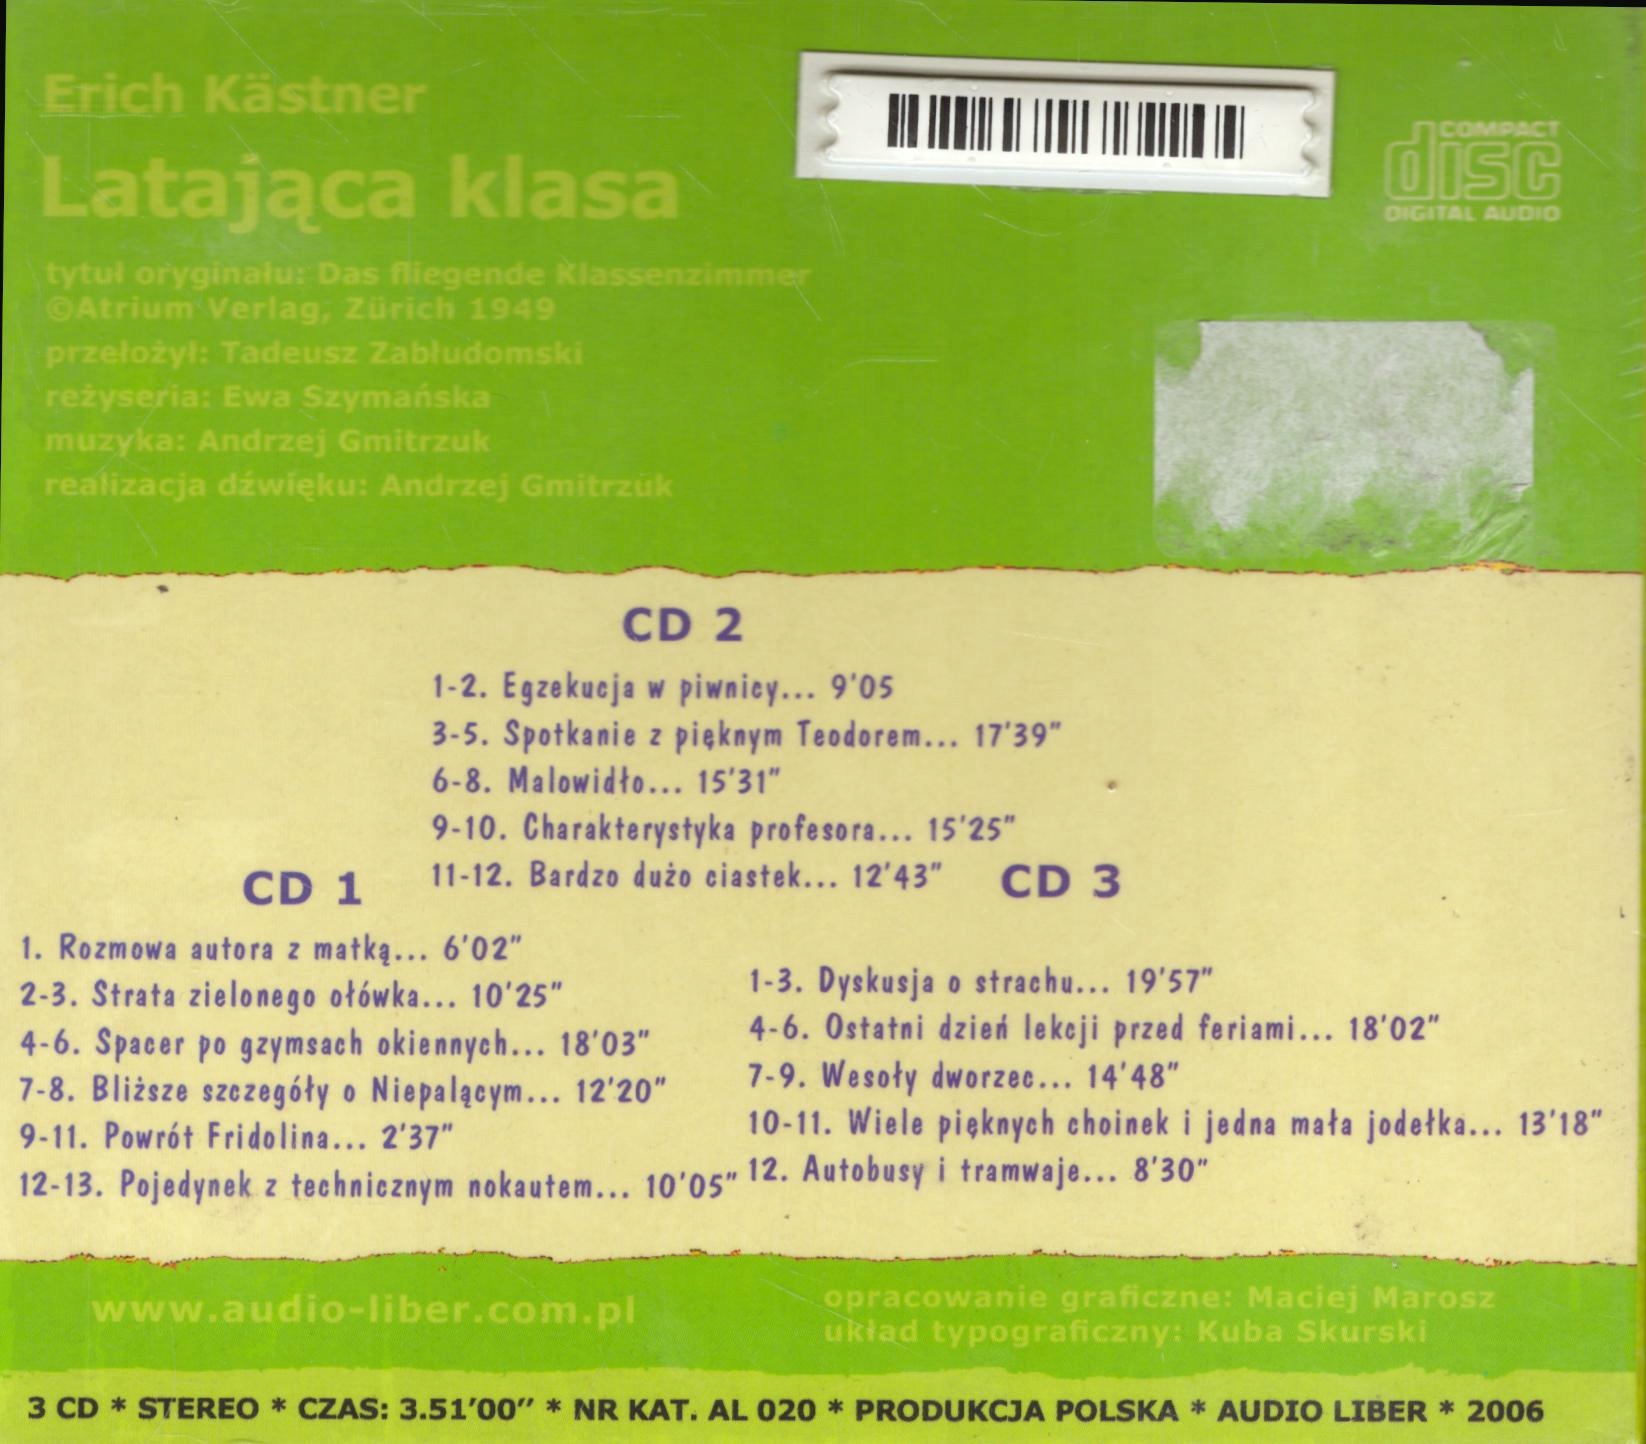 Erich Kästner
Latająca klasa
tytuł oryginału: Das fliegende Klassenzimmer
©Atrium Verlag, Zürich 1949
przełożył: Tadeusz Zabłudomski
reżyseria: Ewa Szymańska
muzyka: Andrzej Gmitrzuk
realizacja dźwięku: Andrzej Gmitrzuk
COMPACT
disc
DIGITAL AUDIO
CD 2
1-2. Egzekucja w piwnicy... 9'05
3-5. Spotkanie z pięknym Teodorem... 17'39"
6-8. Malowidło... 15'31"
9-10. Charakterystyka profesora... 15'25"
11-12. Bardzo dużo ciastek... 12'43"
CD 1
1. Rozmowa autora z matką... 6'02"
2-3. Strata zielonego ołówka... 10'25"
4-6. Spacer po gzymsach okiennych... 18'03"
7-8. Bliższe szczegóły o Niepalącym... 12'20"
9-11. Powrót Fridolina... 2'37"
12-13. Pojedynek z technicznym nokautem... 10'05"
CD 3
1-3. Dyskusja o strachu... 19'57"
4-6. Ostatni dzień lekcji przed feriami... 18'02"
7-9. Wesoły dworzec... 14'48"
10-11. Wiele pięknych choinek i jedna mała jodełka... 13'18"
12. Autobusy i tramwaje... 8'30"
www.audio-liber.com.pl
opracowanie graficzne: Maciej Marosz
układ typograficzny: Kuba Skurski
3 CD * STEREO * CZAS: 3.51'00'' * NR KAT. AL 020 * PRODUKCJA POLSKA * AUDIO LIBER * 2006